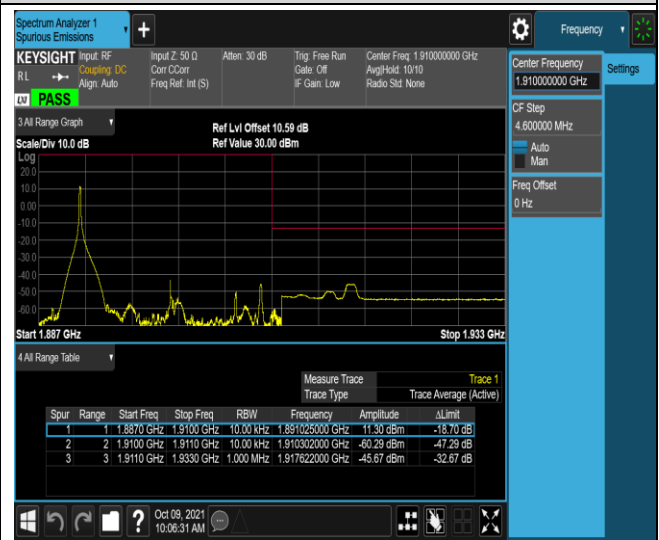 Spectrum Analyzer 1
Spurious Emissions
Frequency
KEYSIGHT
RL
LXI
PASS
Input: RF
Coupling: DC
Align: Auto
Input Z: 50 Ω
Corr CCorr
Freq Ref: Int (S)
Atten: 30 dB
Trig: Free Run
Gate: Off
IF Gain: Low
Center Freq: 1.910000000 GHz
Avg|Hold: 10/10
Radio Std: None
Center Frequency
1.910000000 GHz
Settings
CF Step
4.600000 MHz
Auto
Man
Freq Offset
0 Hz
3 All Range Graph
Ref Lvl Offset 10.59 dB
Scale/Div 10.0 dB
Ref Value 30.00 dBm
Log
20.0
10.0
0.00
-10.0
-20.0
-30.0
-40.0
-50.0
-60.0
Start 1.887 GHz
Stop 1.933 GHz
4 All Range Table
Measure Trace Trace 1
Trace Type Trace Average (Active)
Spur Range Start Freq Stop Freq RBW Frequency Amplitude ΔLimit
1 1 1.8870 GHz 1.9100 GHz 10.00 kHz 1.891025000 GHz 11.30 dBm -18.70 dB
2 2 1.9100 GHz 1.9110 GHz 10.00 kHz 1.910302000 GHz -60.29 dBm -47.29 dB
3 3 1.9110 GHz 1.9330 GHz 1.000 MHz 1.917622000 GHz -45.67 dBm -32.67 dB
Oct 09, 2021
10:06:31 AM